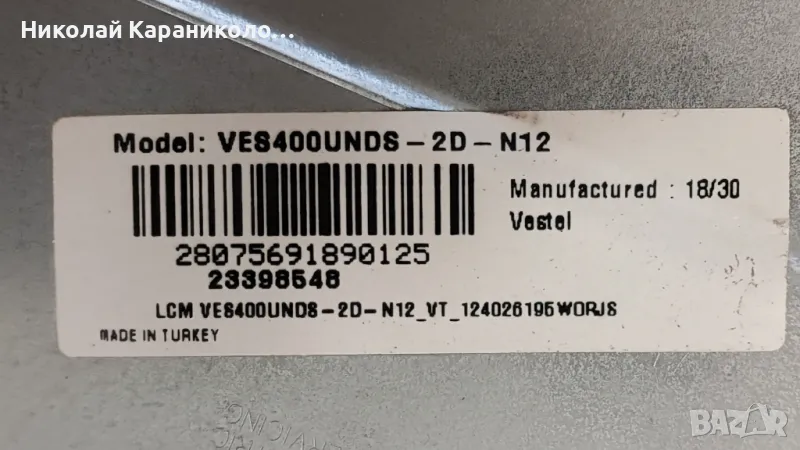 Николай Караниколо...
Model: VES400UNDS-2D-N12
Manufactured : 18/30
Vestel
28075691890125
23398548
LCM VES400UNDS-2D-N12_VT_124026195WORJS
MADE IN TURKEY
BAZAR